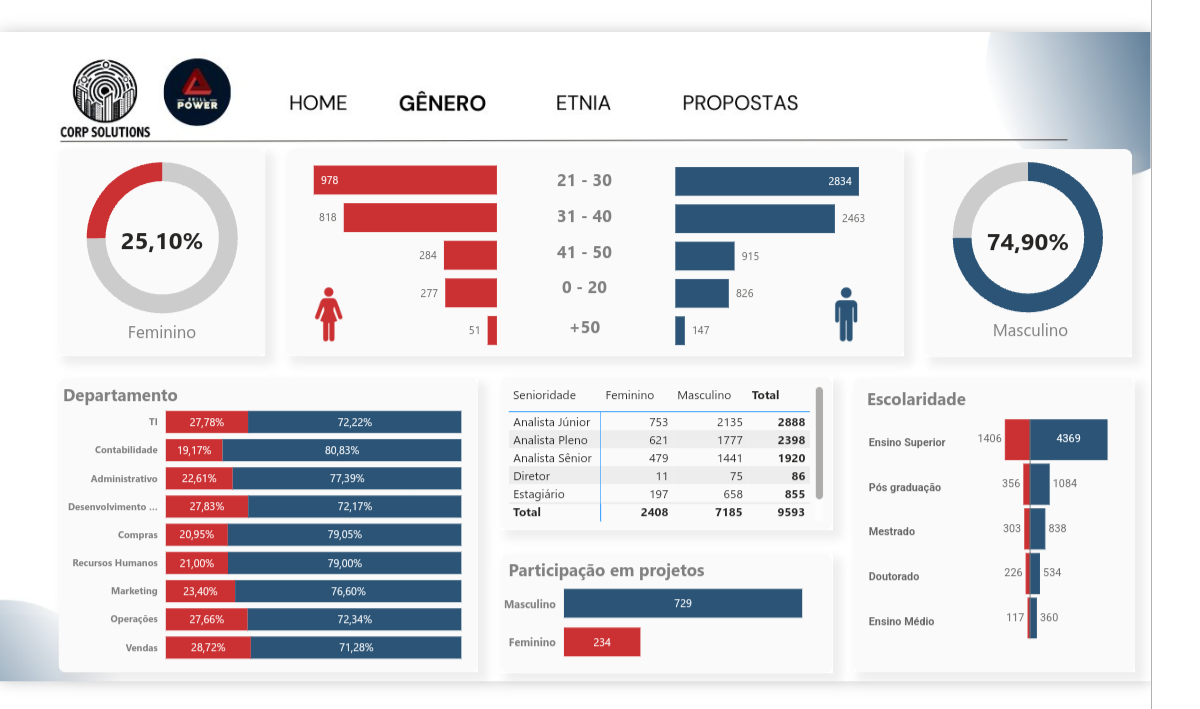 CORP SOLUTIONS
SKILL
POWER
HOME GÊNERO ETNIA PROPOSTAS
25,10%
Feminino
978 21 - 30 2834
818 31 - 40 2463
284 41 - 50 915
277 0 - 20 826
51 +50 147
74,90%
Masculino
Departamento
TI 27,78% 72,22%
Contabilidade 19,17% 80,83%
Administrativo 22,61% 77,39%
Desenvolvimento ... 27,83% 72,17%
Compras 20,95% 79,05%
Recursos Humanos 21,00% 79,00%
Marketing 23,40% 76,60%
Operações 27,66% 72,34%
Vendas 28,72% 71,28%
Senioridade Feminino Masculino Total
Analista Júnior 753 2135 2888
Analista Pleno 621 1777 2398
Analista Sênior 479 1441 1920
Diretor 11 75 86
Estagiário 197 658 855
Total 2408 7185 9593
Participação em projetos
Masculino 729
Feminino 234
Escolaridade
Ensino Superior 1406 4369
Pós graduação 356 1084
Mestrado 303 838
Doutorado 226 534
Ensino Médio 117 360